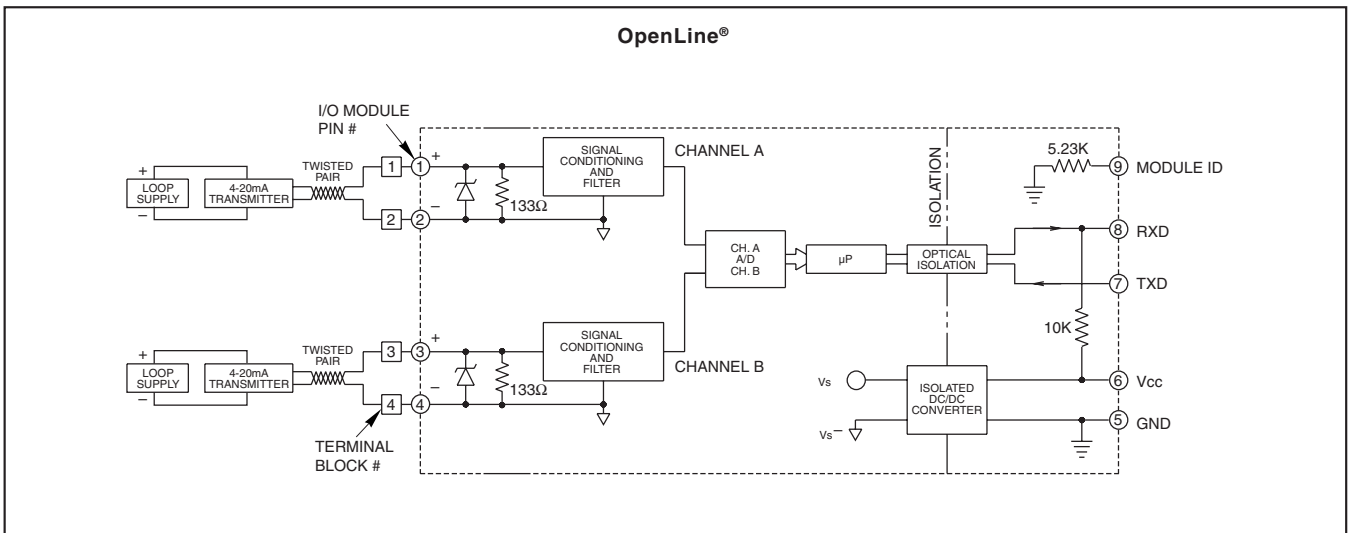 OpenLine®
I/O MODULE
PIN #
+
LOOP
SUPPLY
–
4-20mA
TRANSMITTER
TWISTED
PAIR
1
1
+
2
2
–
133Ω
SIGNAL
CONDITIONING
AND
FILTER
CHANNEL A
+
LOOP
SUPPLY
–
4-20mA
TRANSMITTER
TWISTED
PAIR
3
3
+
4
4
–
133Ω
SIGNAL
CONDITIONING
AND
FILTER
CHANNEL B
TERMINAL
BLOCK #
CH. A
A/D
CH. B
µP
OPTICAL
ISOLATION
ISOLATION
5.23K
9
MODULE ID
8
RXD
7
TXD
10K
Vs
Vs–
ISOLATED
DC/DC
CONVERTER
6
Vcc
5
GND